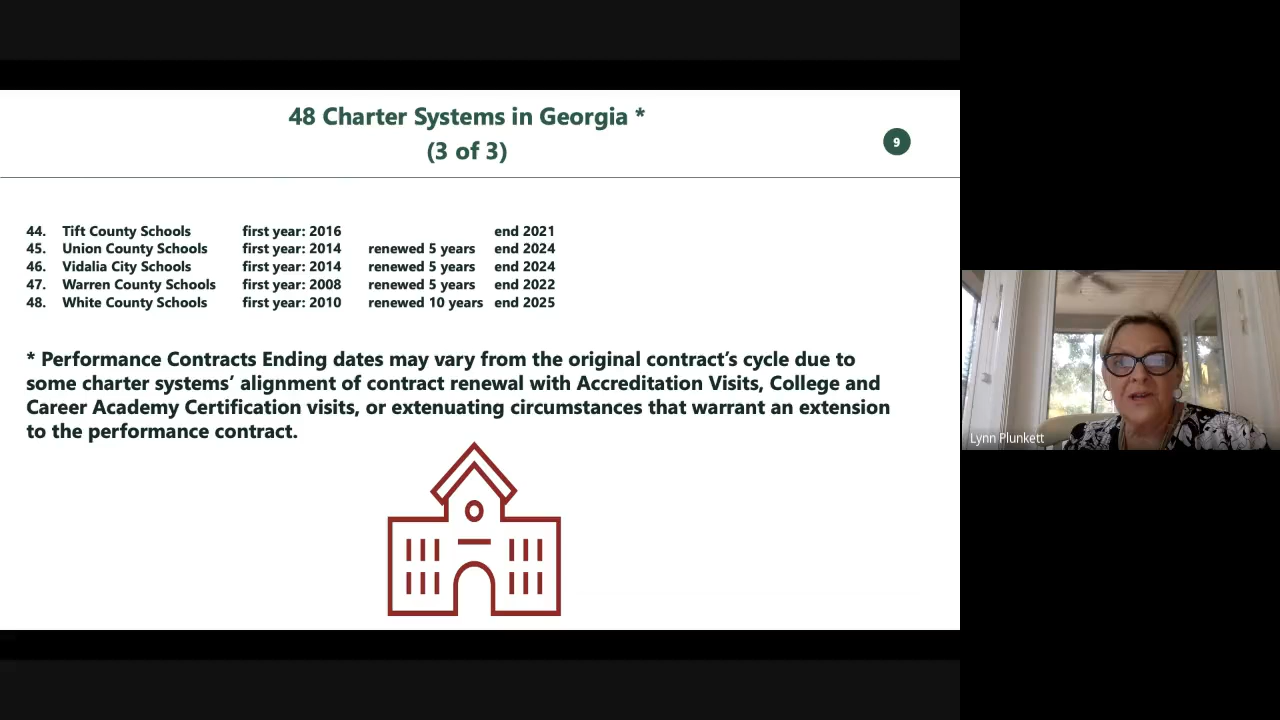 48 Charter Systems in Georgia *
(3 of 3)
9
44. Tift County Schools first year: 2016 end 2021
45. Union County Schools first year: 2014 renewed 5 years end 2024
46. Vidalia City Schools first year: 2014 renewed 5 years end 2024
47. Warren County Schools first year: 2008 renewed 5 years end 2022
48. White County Schools first year: 2010 renewed 10 years end 2025
* Performance Contracts Ending dates may vary from the original contract’s cycle due to
some charter systems’ alignment of contract renewal with Accreditation Visits, College and
Career Academy Certification visits, or extenuating circumstances that warrant an extension
to the performance contract.
Lynn Plunkett